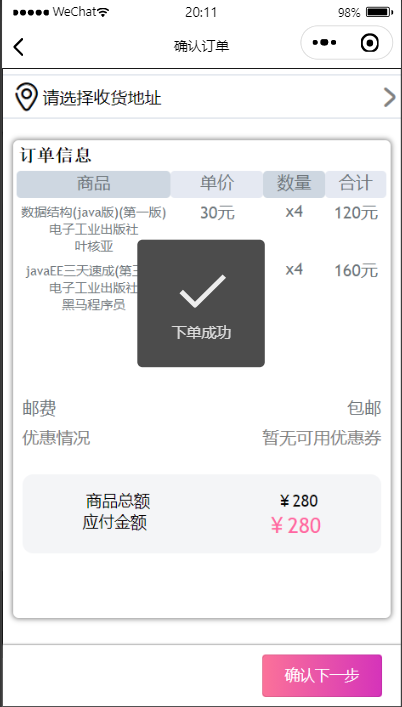 WeChat 20:11 98%
确认订单
请选择收货地址
订单信息
商品 单价 数量 合计
数据结构(java版)(第一版) 30元 x4 120元
电子工业出版社
叶核亚
javaEE三天速成(第三 x4 160元
电子工业出版社
黑马程序员
下单成功
邮费 包邮
优惠情况 暂无可用优惠券
商品总额 ¥280
应付金额 ¥280
确认下一步